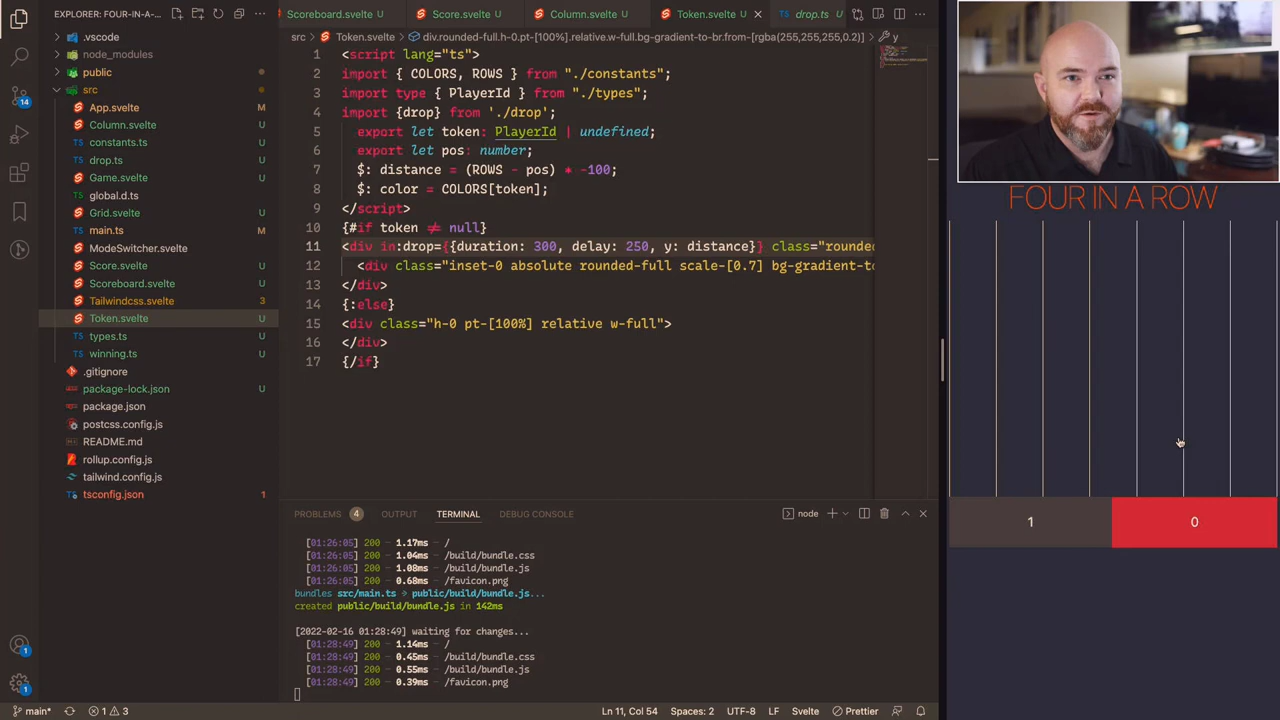 EXPLORER: FOUR-IN-A-...
.vscode
node_modules
public
src
App.svelte M
Column.svelte U
constants.ts U
drop.ts U
Game.svelte U
global.d.ts
Grid.svelte U
main.ts M
ModeSwitcher.svelte
Score.svelte U
Scoreboard.svelte U
Tailwindcss.svelte 3
Token.svelte U
types.ts U
winning.ts U
.gitignore
package-lock.json U
package.json M
postcss.config.js
README.md
rollup.config.js
tailwind.config.js
tsconfig.json 1
14
1
1
Scoreboard.svelte U
Score.svelte U
Column.svelte U
Token.svelte U
drop.ts U
src > Token.svelte > div.rounded-full.h-0.pt-[100%].relative.w-full.bg-gradient-to-br.from-[rgba(255,255,255,0.2)] > y
1 <script lang="ts">
2 import { COLORS, ROWS } from "./constants";
3 import type { PlayerId } from "./types";
4 import {drop} from './drop';
5 export let token: PlayerId | undefined;
6 export let pos: number;
7 $: distance = (ROWS - pos) * -100;
8 $: color = COLORS[token];
9 </script>
10 {#if token ≠ null}
11 <div in:drop={{duration: 300, delay: 250, y: distance}} class="rounded
12 <div class="inset-0 absolute rounded-full scale-[0.7] bg-gradient-to
13 </div>
14 {:else}
15 <div class="h-0 pt-[100%] relative w-full">
16 </div>
17 {/if}
PROBLEMS 4 OUTPUT TERMINAL DEBUG CONSOLE
node
[01:26:05] 200 – 1.17ms – /
[01:26:05] 200 – 1.04ms – /build/bundle.css
[01:26:05] 200 – 1.08ms – /build/bundle.js
[01:26:05] 200 – 0.68ms – /favicon.png
bundles src/main.ts → public/build/bundle.js...
created public/build/bundle.js in 142ms
[2022-02-16 01:28:49] waiting for changes...
[01:28:49] 200 – 1.14ms – /
[01:28:49] 200 – 0.45ms – /build/bundle.css
[01:28:49] 200 – 0.55ms – /build/bundle.js
[01:28:49] 200 – 0.39ms – /favicon.png
main* 1 3 Ln 11, Col 54 Spaces: 2 UTF-8 LF Svelte Prettier
FOUR IN A ROW
1 0